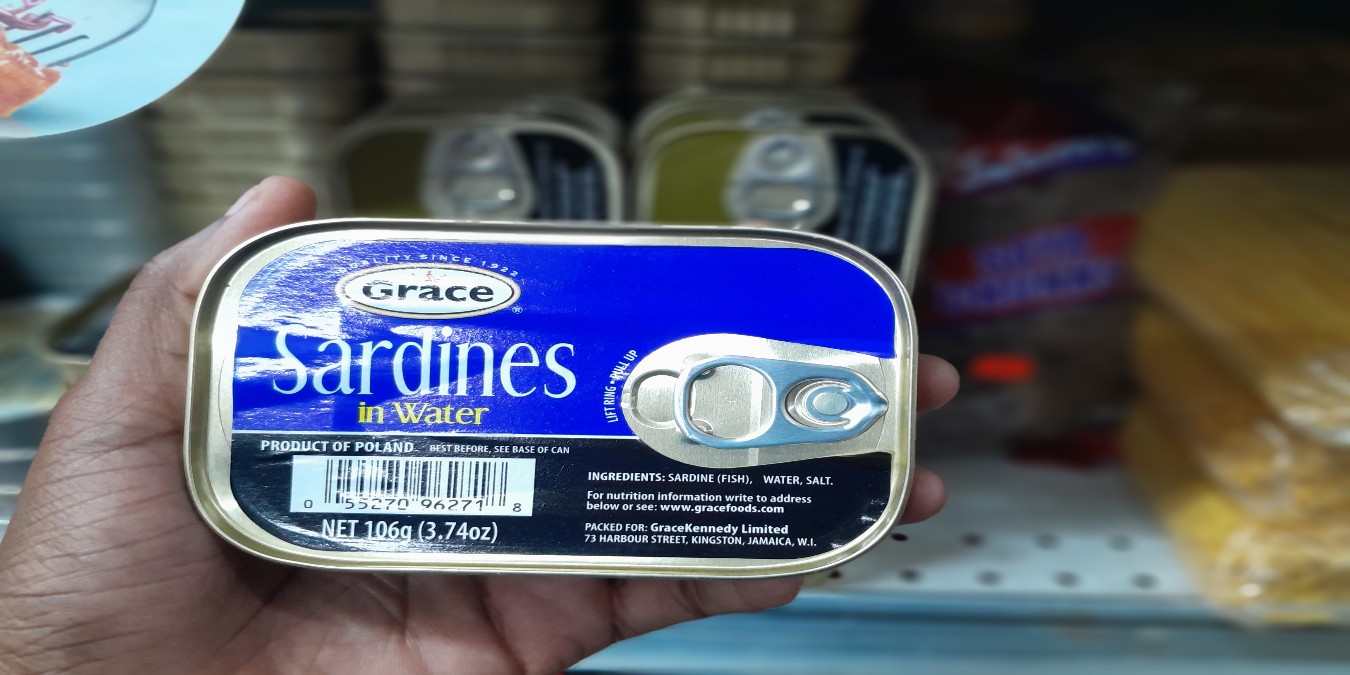 QUALITY SINCE 1922
Grace®
Sardines
in Water
LIFT RING • PULL UP
PRODUCT OF POLAND BEST BEFORE, SEE BASE OF CAN
0 55270 96271 8
NET 106g (3.74oz)
INGREDIENTS: SARDINE (FISH), WATER, SALT.
For nutrition information write to address
below or see: www.gracefoods.com
PACKED FOR: GraceKennedy Limited
73 HARBOUR STREET, KINGSTON, JAMAICA, W.I.